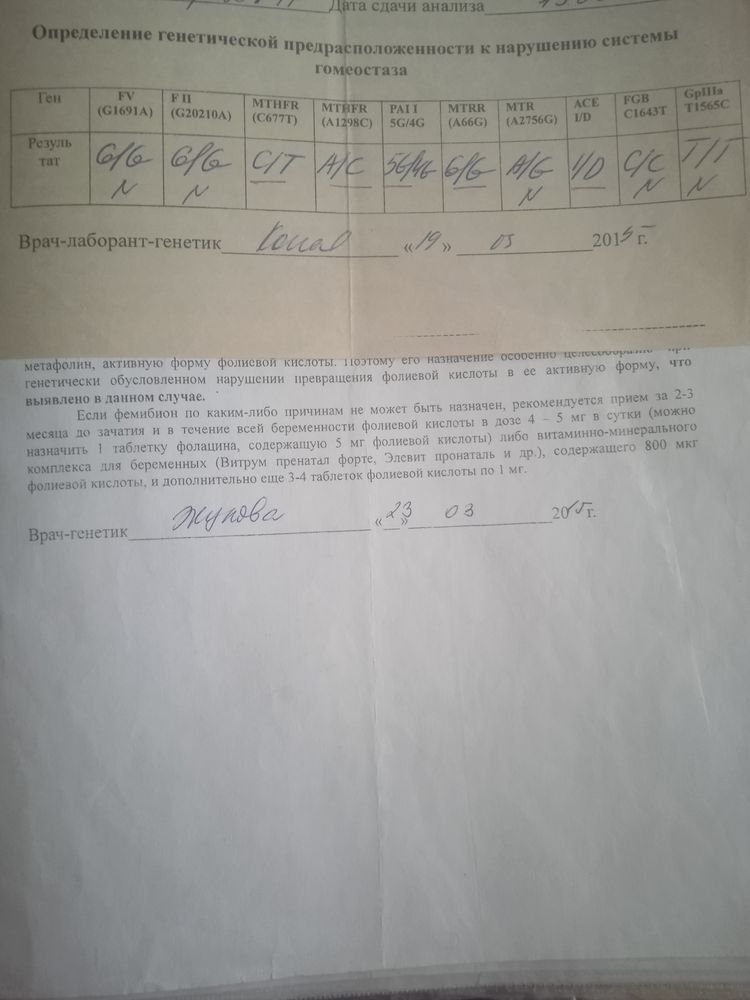 Дата сдачи анализа
Определение генетической предрасположенности к нарушению системы
гомеостаза
Ген FV (G1691A) F II (G20210A) MTHFR (C677T) MTHFR (A1298C) PAI I 5G/4G MTRR (A66G) MTR (A2756G) ACE I/D FGB C1643T GpIIIa T1565C
Резуль тат G/G N G/G N C/T A/C 5G/4G G/G A/G N I/D C/C N T/T N
Врач-лаборант-генетик «19» 03 2015 г.
метафолин, активную форму фолиевой кислоты. Поэтому его назначение особенно целесообразно при
генетически обусловленном нарушении превращения фолиевой кислоты в ее активную форму, что
выявлено в данном случае.
Если фемибион по каким-либо причинам не может быть назначен, рекомендуется прием за 2-3
месяца до зачатия и в течение всей беременности фолиевой кислоты в дозе 4 – 5 мг в сутки (можно
назначить 1 таблетку фолацина, содержащую 5 мг фолиевой кислоты) либо витаминно-минерального
комплекса для беременных (Витрум пренатал форте, Элевит пронаталь и др.), содержащего 800 мкг
фолиевой кислоты, и дополнительно еще 3-4 таблеток фолиевой кислоты по 1 мг.
Врач-генетик Жукова «23» 03 2015г.